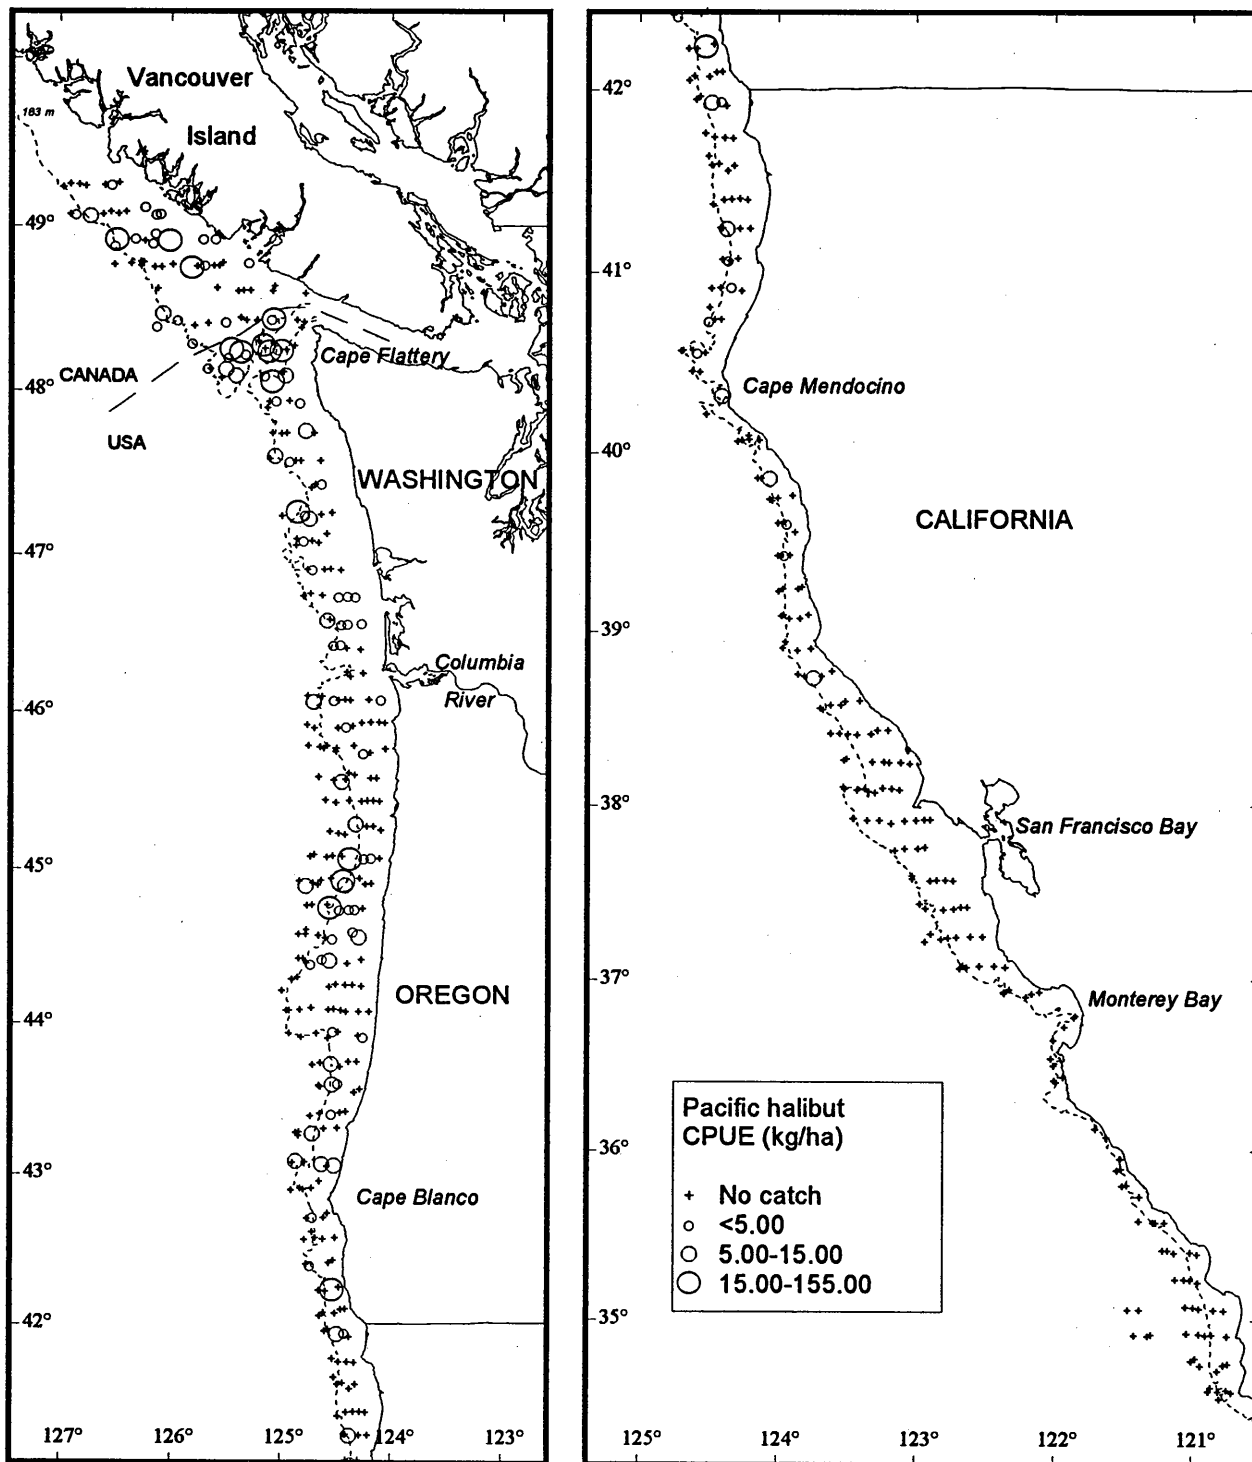 Vancouver
Island
183 m
49°
CANADA
USA
Cape Flattery
48°
WASHINGTON
47°
Columbia
River
46°
45°
OREGON
44°
43°
Cape Blanco
42°
127°
126°
125°
124°
123°
42°
41°
Cape Mendocino
40°
CALIFORNIA
39°
38°
San Francisco Bay
37°
Monterey Bay
36°
35°
Pacific halibut
CPUE (kg/ha)
No catch
<5.00
5.00-15.00
15.00-155.00
125°
124°
123°
122°
121°